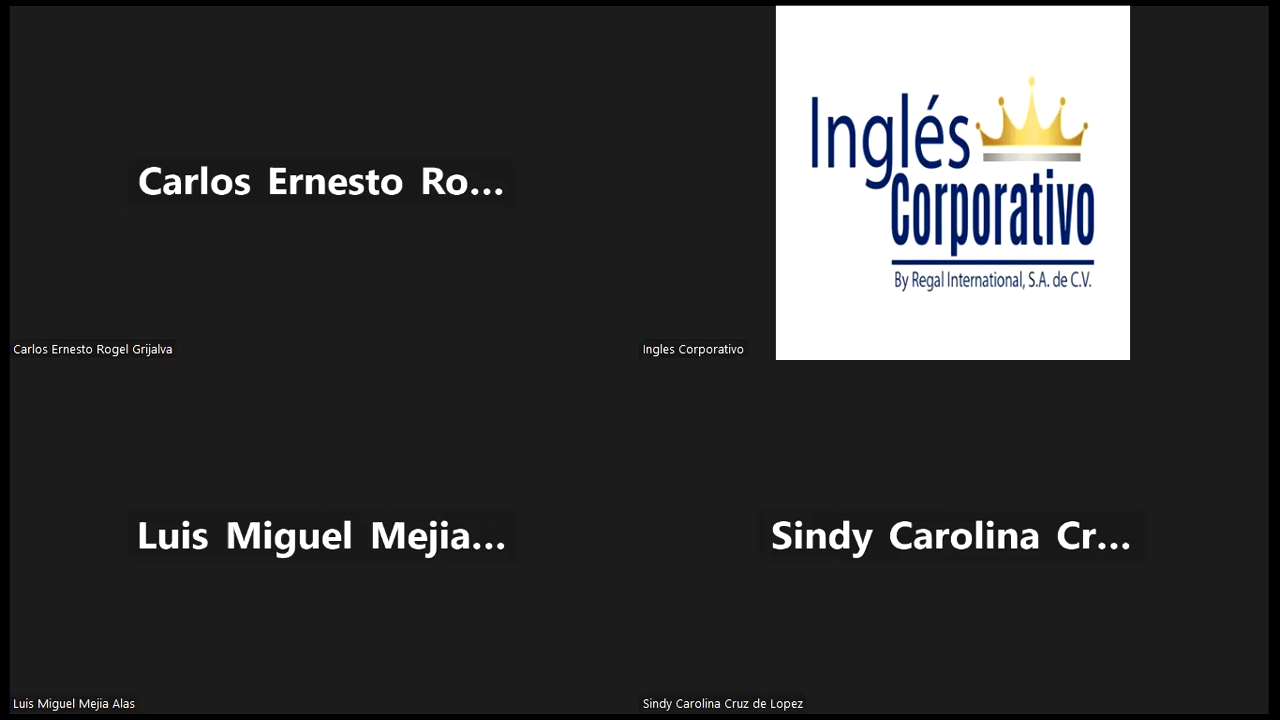 Carlos Ernesto Ro...
Carlos Ernesto Rogel Grijalva
Inglés
Corporativo
By Regal International, S.A. de C.V.
Ingles Corporativo
Luis Miguel Mejia...
Luis Miguel Mejia Alas
Sindy Carolina Cr...
Sindy Carolina Cruz de Lopez